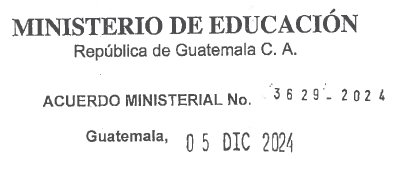 MINISTERIO DE EDUCACIÓN
República de Guatemala C. A.
ACUERDO MINISTERIAL No. 3629-2024
Guatemala, 05 DIC 2024